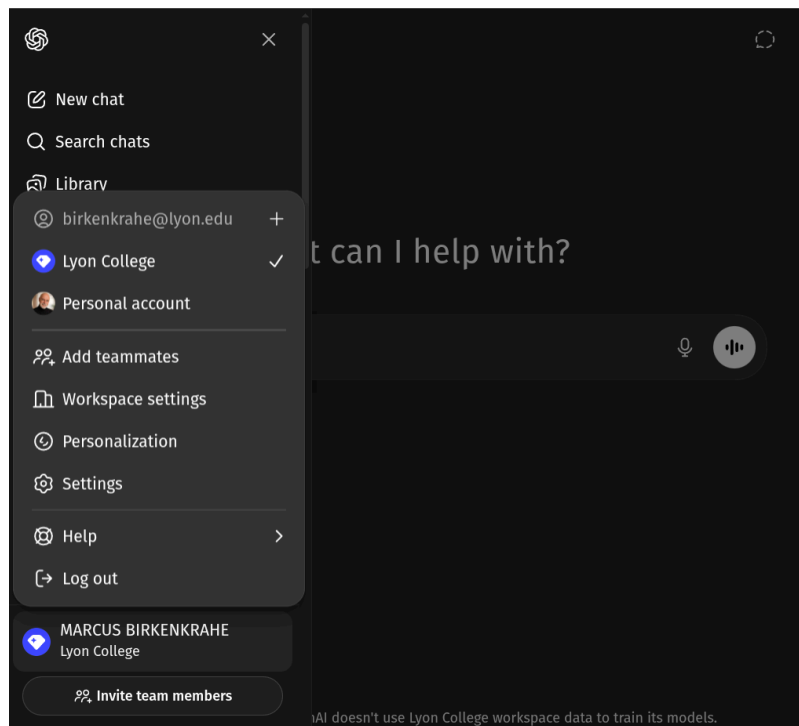 New chat
Search chats
Library
birkenkrahe@lyon.edu
Lyon College
Personal account
Add teammates
Workspace settings
Personalization
Settings
Help
Log out
MARCUS BIRKENKRAHE
Lyon College
Invite team members
can I help with?
doesn't use Lyon College workspace data to train its models.